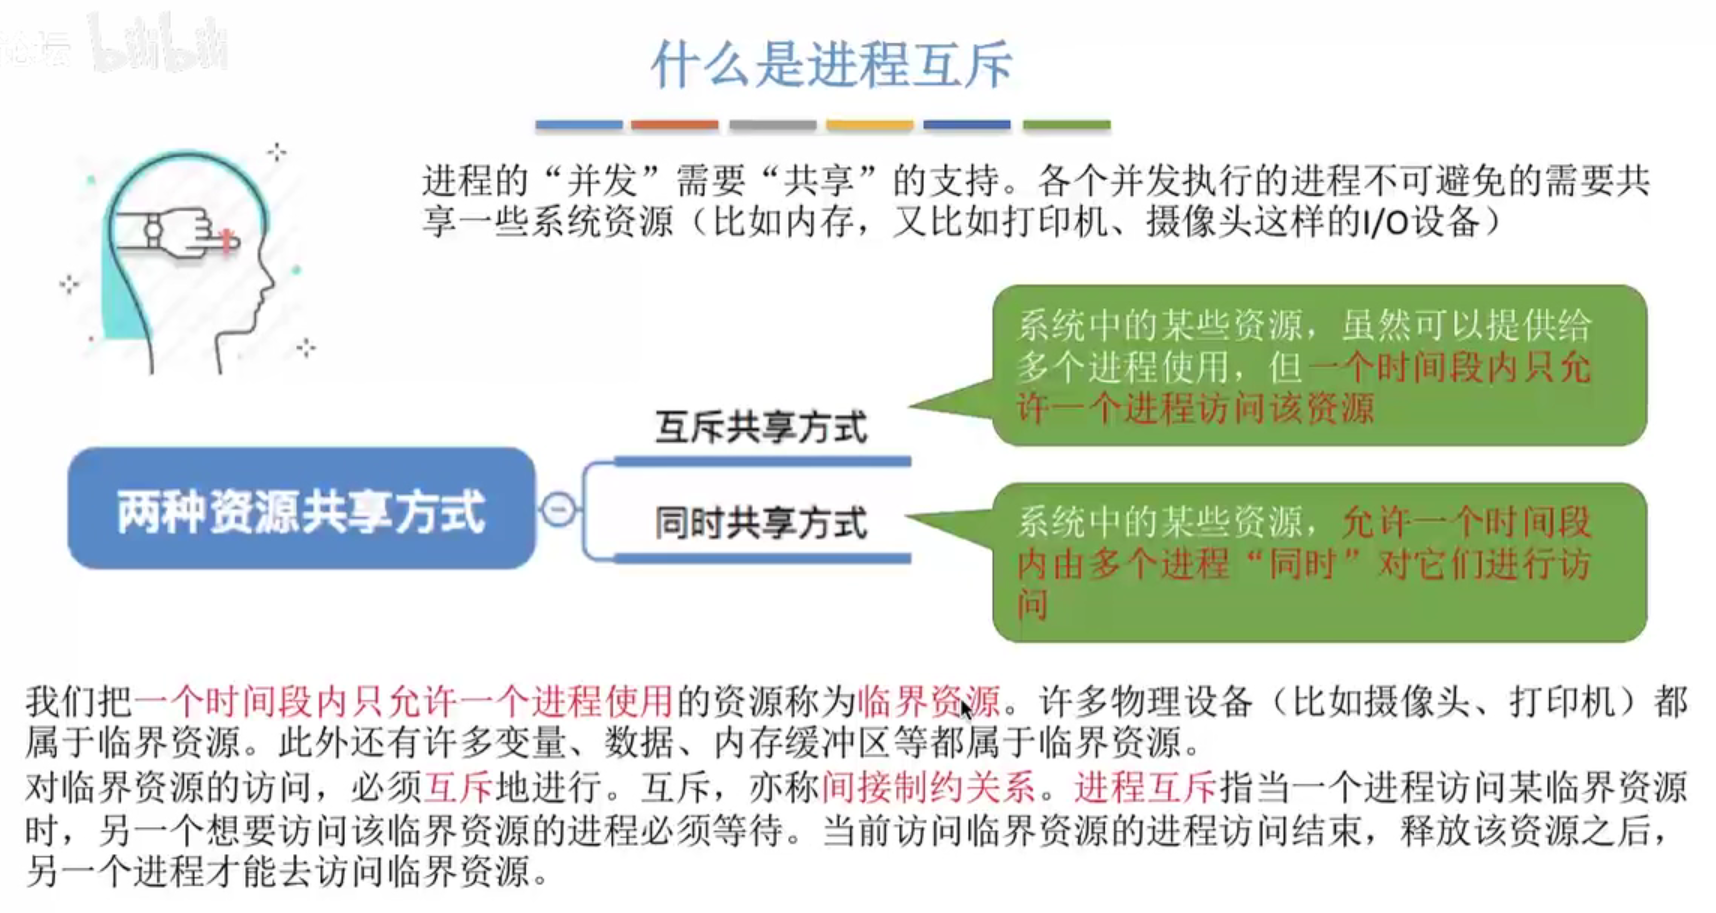 论坛 bilibili
什么是进程互斥
进程的“并发”需要“共享”的支持。各个并发执行的进程不可避免的需要共
享一些系统资源（比如内存，又比如打印机、摄像头这样的I/O设备）
系统中的某些资源，虽然可以提供给
多个进程使用，但一个时间段内只允
许一个进程访问该资源
互斥共享方式
两种资源共享方式
同时共享方式
系统中的某些资源，允许一个时间段
内由多个进程“同时”对它们进行访
问
我们把一个时间段内只允许一个进程使用的资源称为临界资源。许多物理设备（比如摄像头、打印机）都
属于临界资源。此外还有许多变量、数据、内存缓冲区等都属于临界资源。
对临界资源的访问，必须互斥地进行。互斥，亦称间接制约关系。进程互斥指当一个进程访问某临界资源
时，另一个想要访问该临界资源的进程必须等待。当前访问临界资源的进程访问结束，释放该资源之后，
另一个进程才能去访问临界资源。